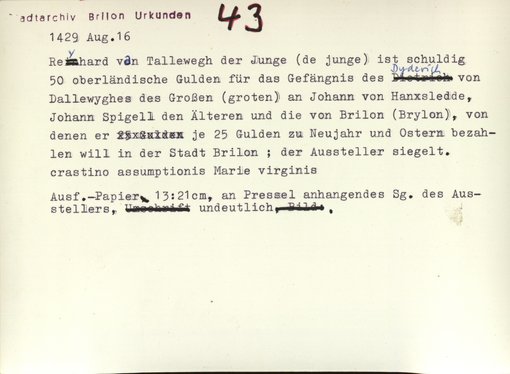 adtarchiv Brilon Urkunden 43
1429 Aug.16
Reynhard van Tallewegh der Junge (de junge) ist schuldig
50 oberländische Gulden für das Gefängnis des Dyderich von
Dallewyghes des Großen (groten) an Johann von Hanxsledde,
Johann Spigell den Älteren und die von Brilon (Brylon), von
denen er je 25 Gulden zu Neujahr und Ostern bezah-
len will in der Stadt Brilon ; der Aussteller siegelt.
crastino assumptionis Marie virginis
Ausf.-Papier, 13:21cm, an Pressel anhangendes Sg. des Aus-
stellers, undeutlich.